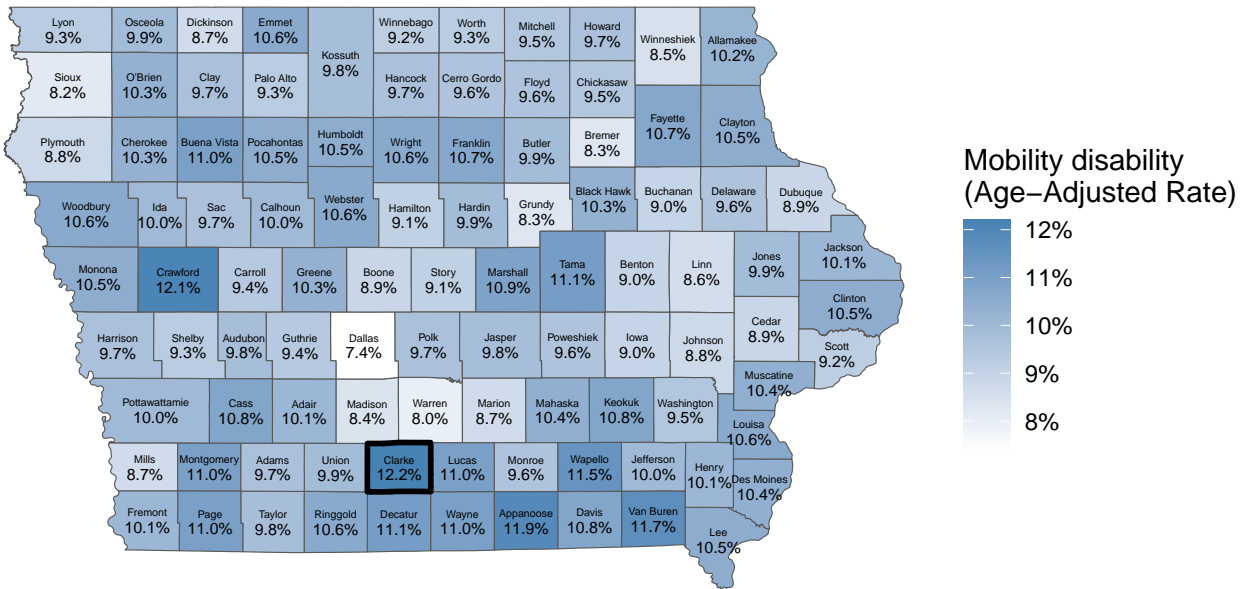 Lyon
9.3%
Osceola
9.9%
Dickinson
8.7%
Emmet
10.6%
Kossuth
9.8%
Winnebago
9.2%
Worth
9.3%
Mitchell
9.5%
Howard
9.7%
Winneshiek
8.5%
Allamakee
10.2%
Sioux
8.2%
O'Brien
10.3%
Clay
9.7%
Palo Alto
9.3%
Hancock
9.7%
Cerro Gordo
9.6%
Floyd
9.6%
Chickasaw
9.5%
Fayette
10.7%
Clayton
10.5%
Plymouth
8.8%
Cherokee
10.3%
Buena Vista
11.0%
Pocahontas
10.5%
Humboldt
10.5%
Wright
10.6%
Franklin
10.7%
Butler
9.9%
Bremer
8.3%
Woodbury
10.6%
Ida
10.0%
Sac
9.7%
Calhoun
10.0%
Webster
10.6%
Hamilton
9.1%
Hardin
9.9%
Grundy
8.3%
Black Hawk
10.3%
Buchanan
9.0%
Delaware
9.6%
Dubuque
8.9%
Monona
10.5%
Crawford
12.1%
Carroll
9.4%
Greene
10.3%
Boone
8.9%
Story
9.1%
Marshall
10.9%
Tama
11.1%
Benton
9.0%
Linn
8.6%
Jones
9.9%
Jackson
10.1%
Clinton
10.5%
Harrison
9.7%
Shelby
9.3%
Audubon
9.8%
Guthrie
9.4%
Dallas
7.4%
Polk
9.7%
Jasper
9.8%
Poweshiek
9.6%
Iowa
9.0%
Johnson
8.8%
Cedar
8.9%
Scott
9.2%
Muscatine
10.4%
Pottawattamie
10.0%
Cass
10.8%
Adair
10.1%
Madison
8.4%
Warren
8.0%
Marion
8.7%
Mahaska
10.4%
Keokuk
10.8%
Washington
9.5%
Louisa
10.6%
Mills
8.7%
Montgomery
11.0%
Adams
9.7%
Union
9.9%
Clarke
12.2%
Lucas
11.0%
Monroe
9.6%
Wapello
11.5%
Jefferson
10.0%
Henry
10.1%
Des Moines
10.4%
Fremont
10.1%
Page
11.0%
Taylor
9.8%
Ringgold
10.6%
Decatur
11.1%
Wayne
11.0%
Appanoose
11.9%
Davis
10.8%
Van Buren
11.7%
Lee
10.5%
Mobility disability
(Age−Adjusted Rate)
12%
11%
10%
9%
8%